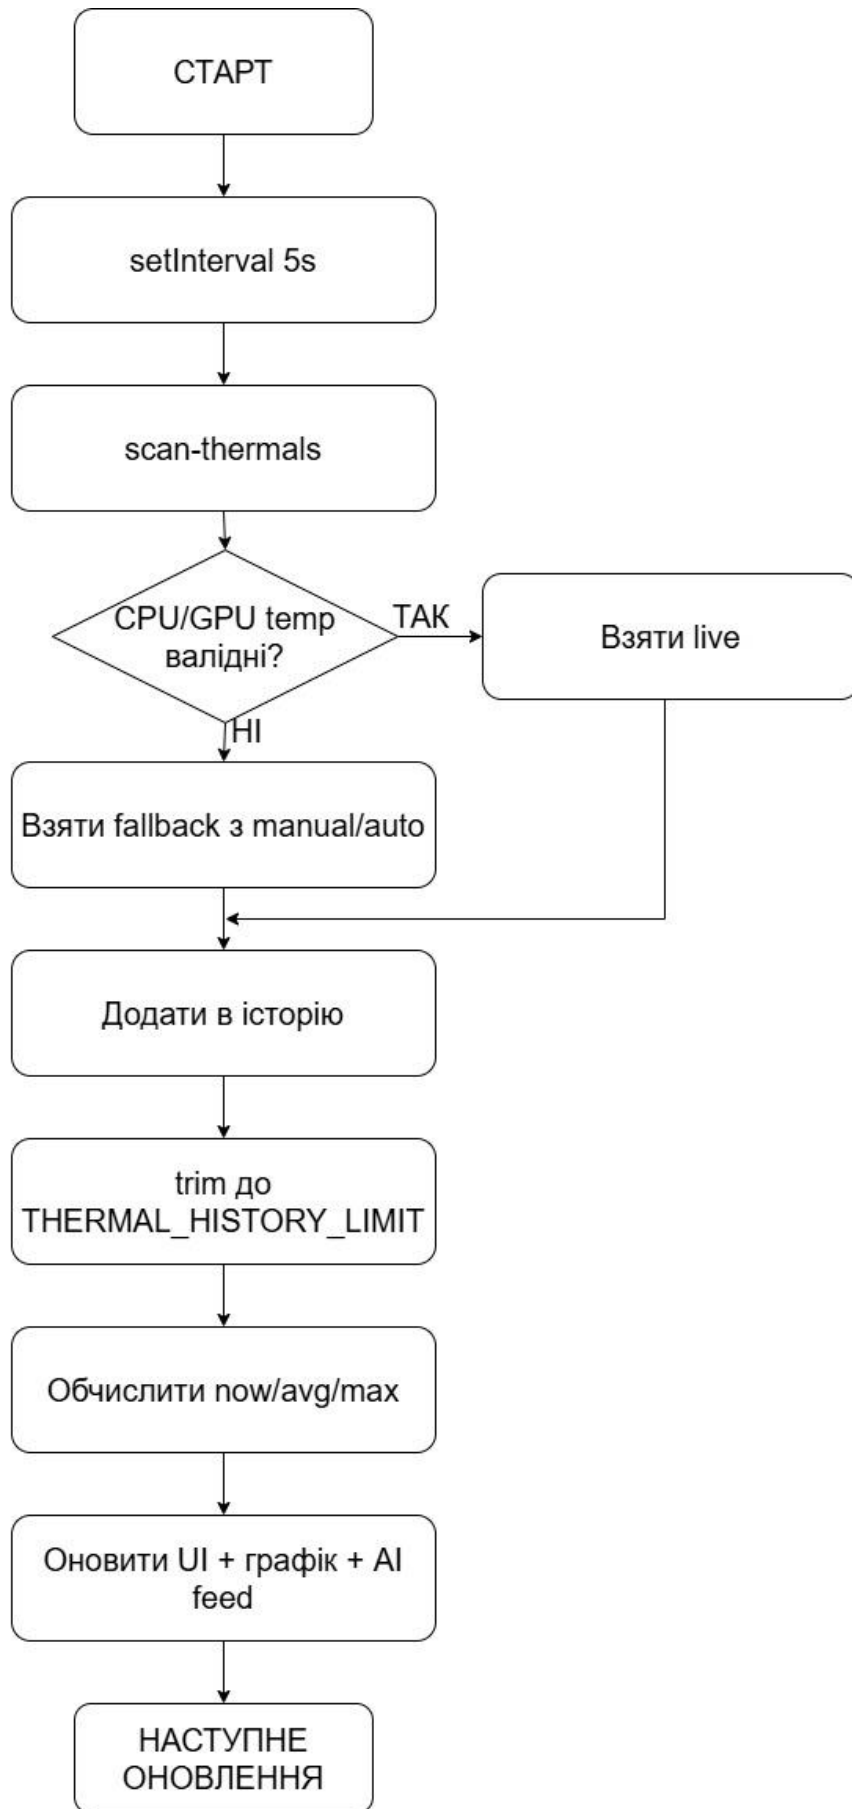 СТАРТ
setInterval 5s
scan-thermals
CPU/GPU temp
валідні?
ТАК
Взяти live
НІ
Взяти fallback з manual/auto
Додати в історію
trim до
THERMAL_HISTORY_LIMIT
Обчислити now/avg/max
Оновити UI + графік + AI
feed
НАСТУПНЕ
ОНОВЛЕННЯ